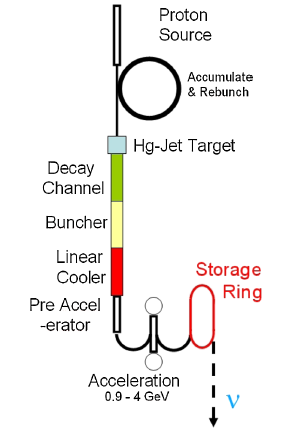 Proton
Source
Accumulate
& Rebunch
Hg-Jet Target
Decay
Channel
Buncher
Linear
Cooler
Storage
Ring
Pre Accel
-erator
Acceleration
0.9 - 4 GeV
ν